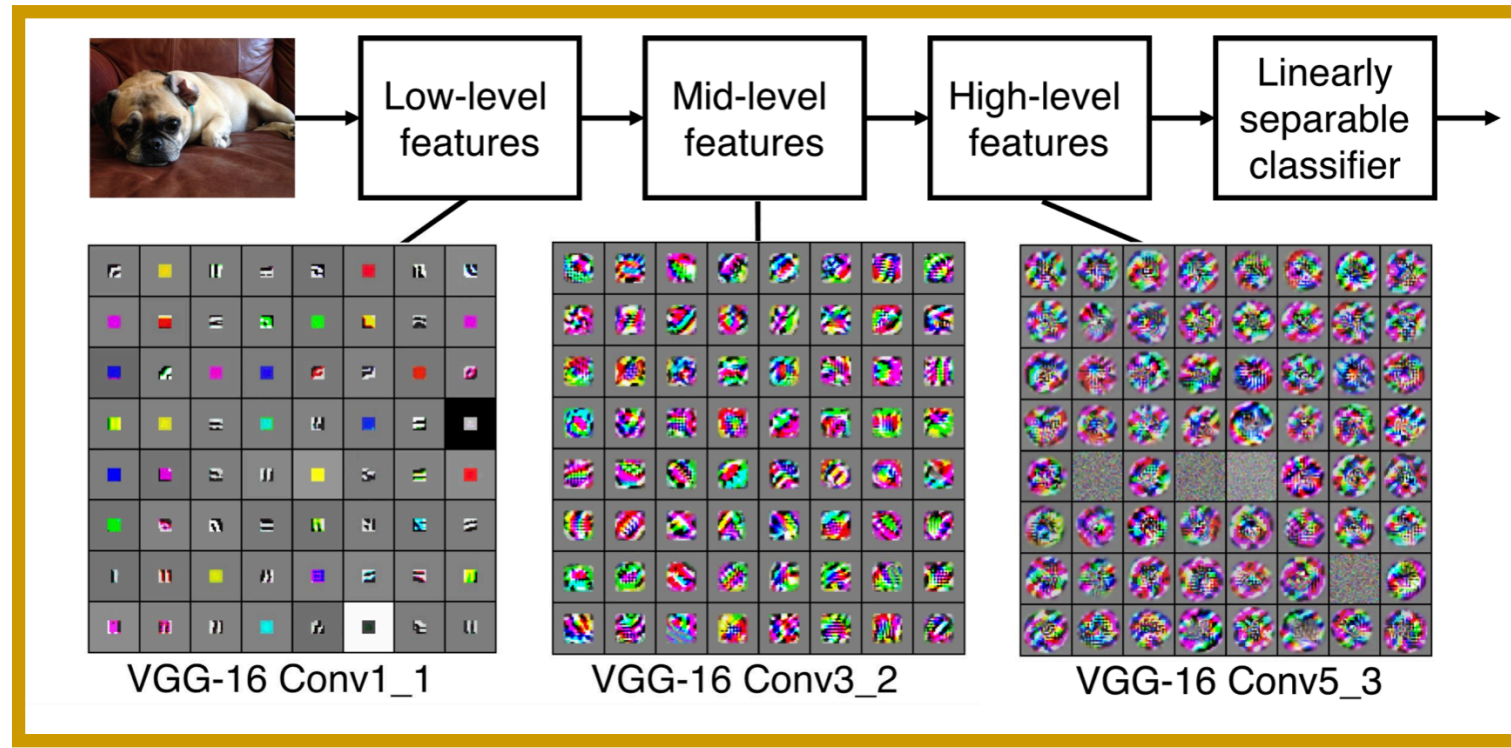 Low-level
features
Mid-level
features
High-level
features
Linearly
separable
classifier
VGG-16 Conv1_1
VGG-16 Conv3_2
VGG-16 Conv5_3